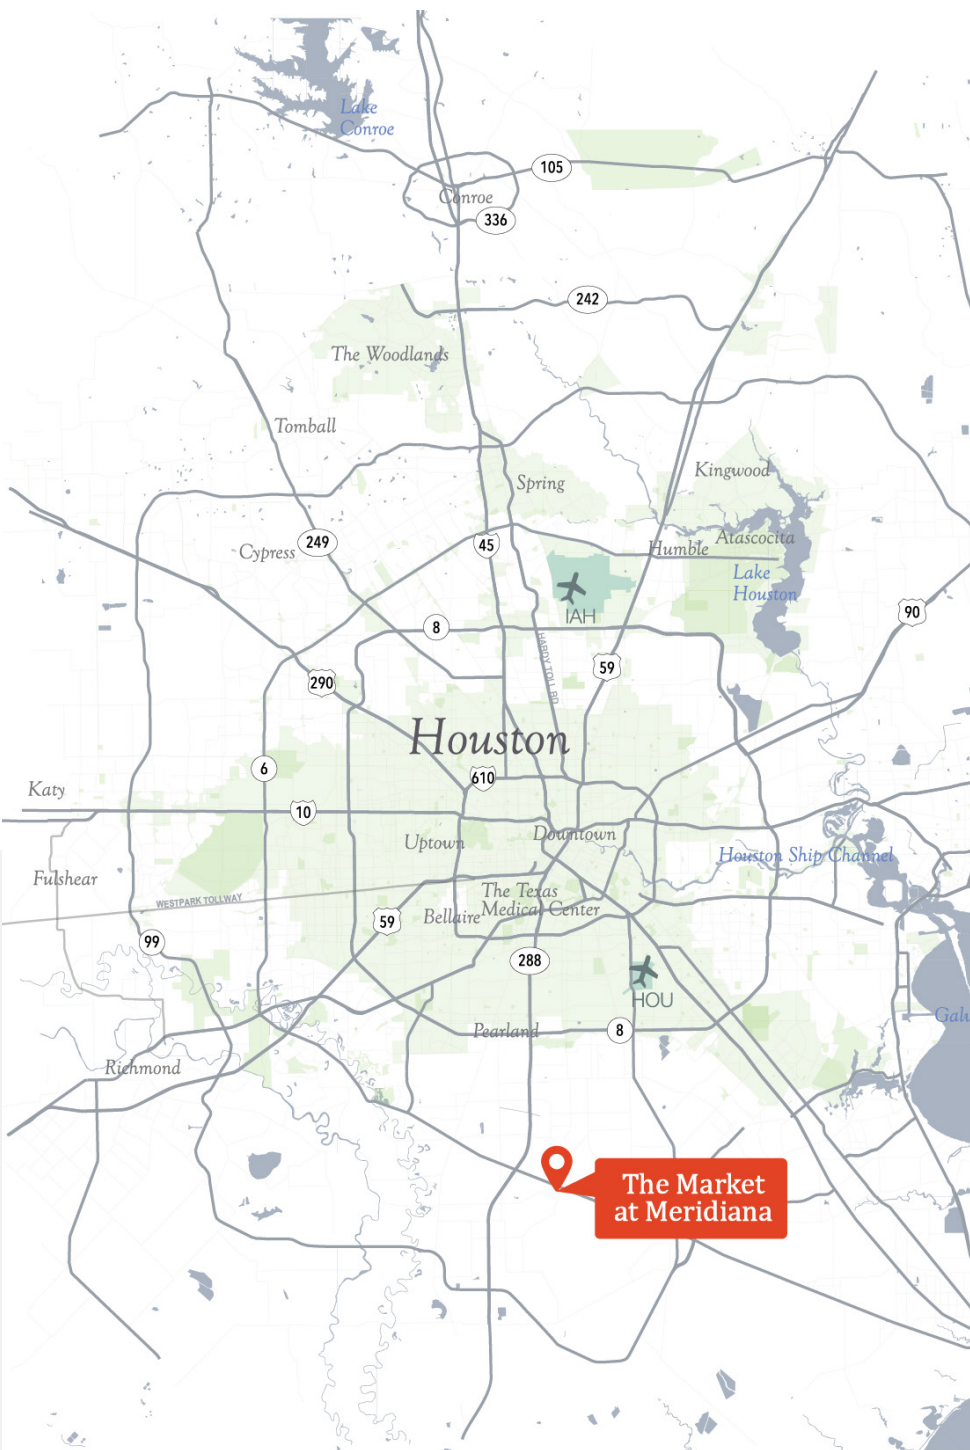 Lake
Conroe
105
Conroe
336
242
The Woodlands
Tomball
Kingwood
Spring
Atascocita
249
45
Cypress
Humble
Lake
Houston
IAH
90
8
HARDY TOLL RD
59
290
Houston
6
610
Katy
10
Downtown
Uptown
Houston Ship Channel
Fulshear
The Texas
Medical Center
WESTPARK TOLLWAY
Bellaire
59
99
288
HOU
Galv
Pearland
8
Richmond
The Market
at Meridiana